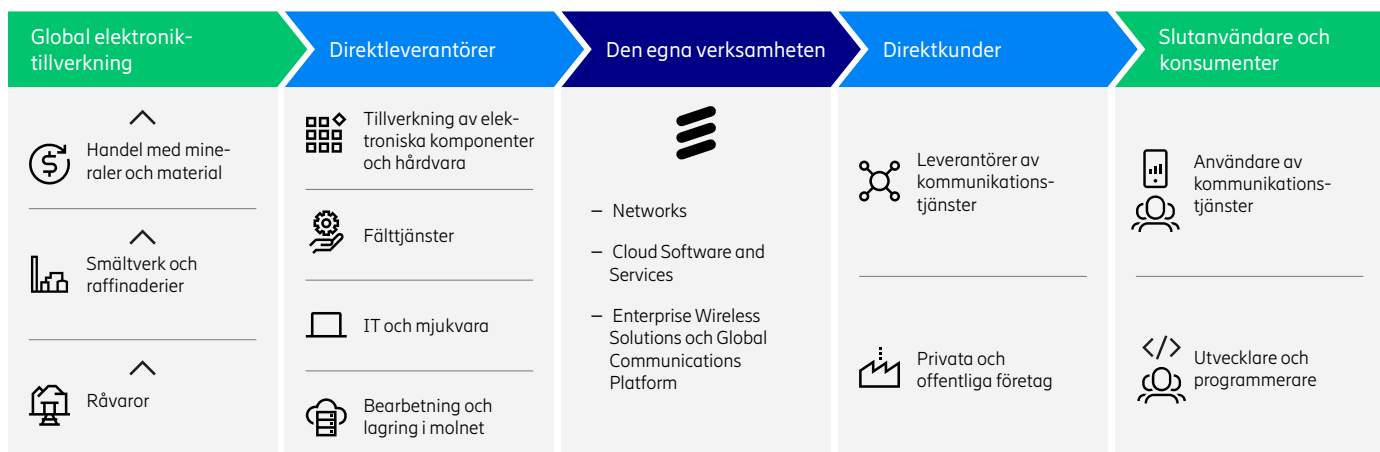 Global elektronik-
tillverkning
Handel med mine-
raler och material
Smältverk och
raffinaderier
Råvaror
Direktleverantörer
Tillverkning av elek-
troniska komponenter
och hårdvara
Fälttjänster
IT och mjukvara
Bearbetning och
lagring i molnet
Den egna verksamheten
– Networks
– Cloud Software and
Services
– Enterprise Wireless
Solutions och Global
Communications
Platform
Direktkunder
Leverantörer av
kommunikations-
tjänster
Privata och
offentliga företag
Slutanvändare och
konsumenter
Användare av
kommunikations-
tjänster
Utvecklare och
programmerare